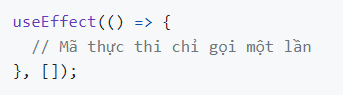 useEffect(() => {
  // Mã thực thi chỉ gọi một lần
}, []);